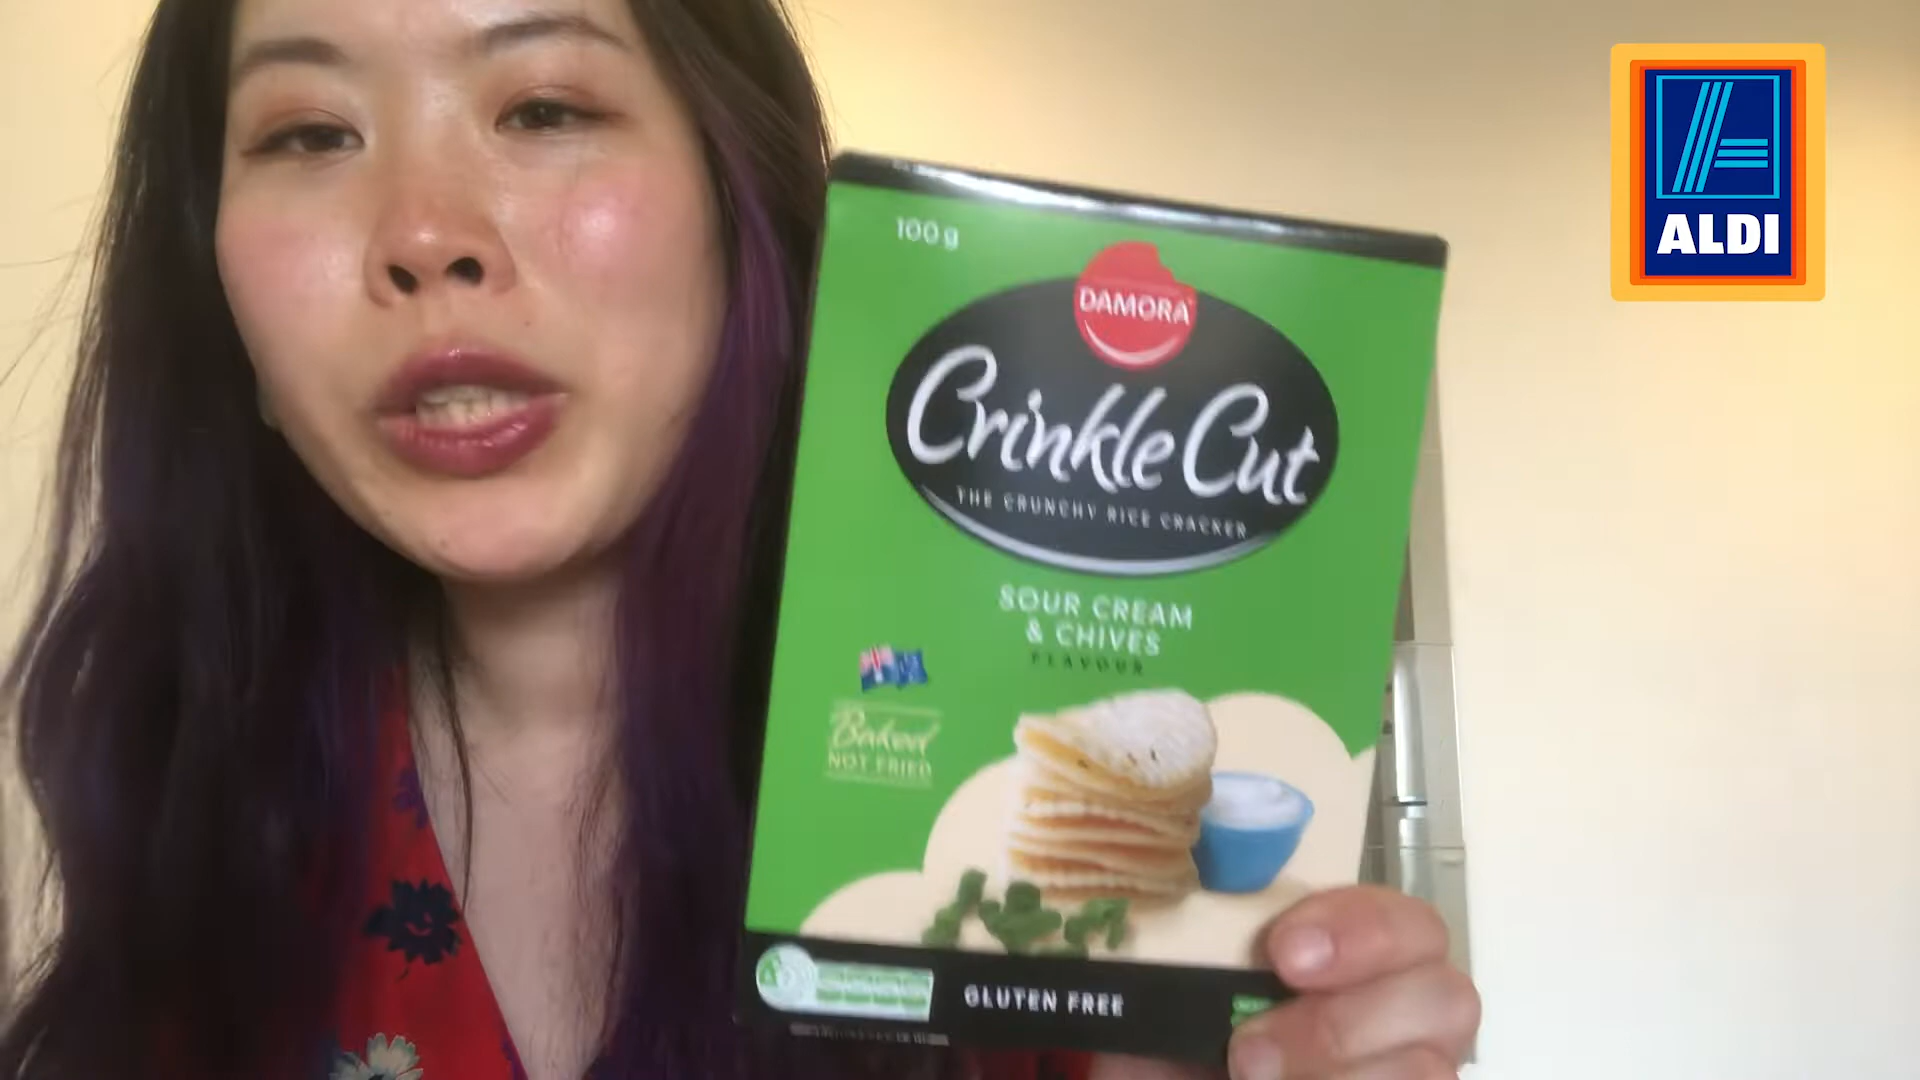 100g
DAMORA
Crinkle Cut
THE CRUNCHY RICE CRACKER
SOUR CREAM
& CHIVES
FLAVOUR
Baked
NOT FRIED
GLUTEN FREE
ALDI